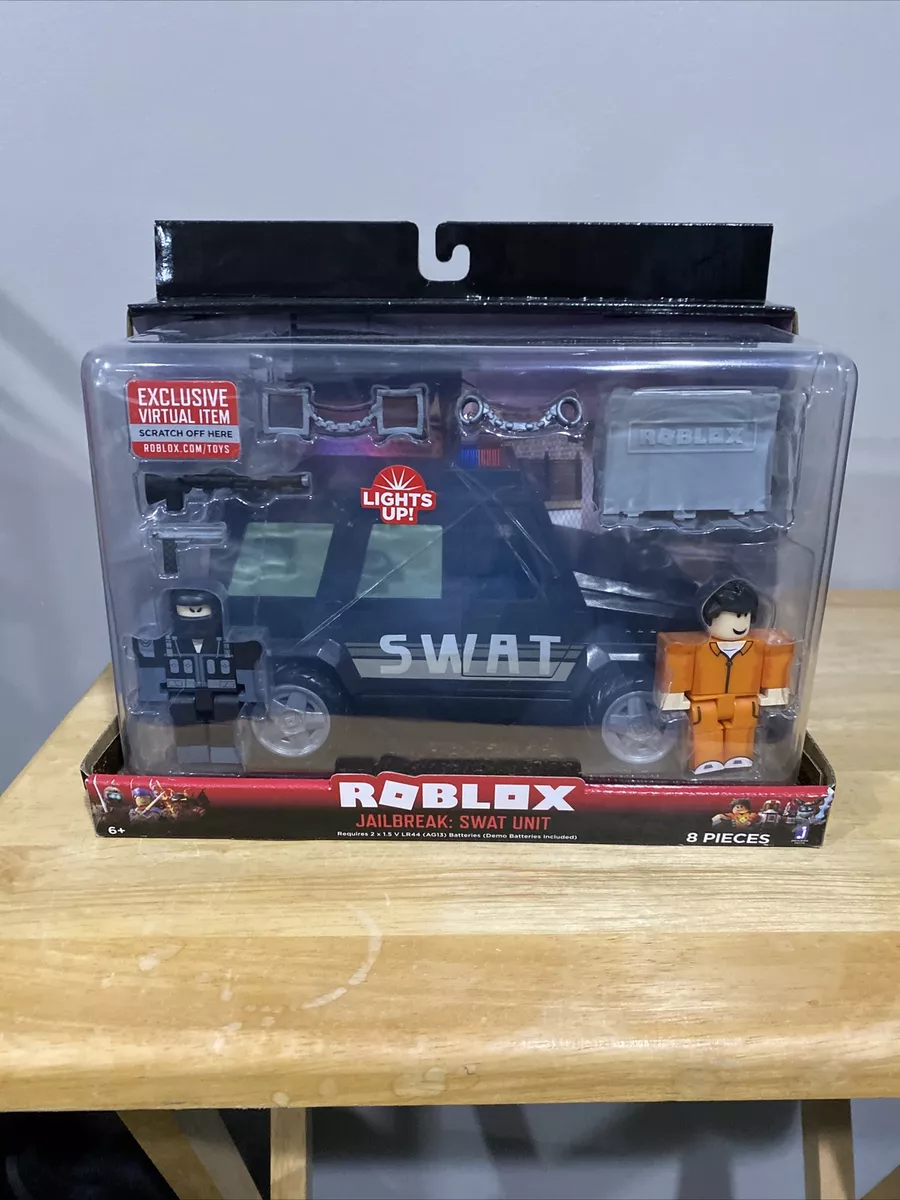 EXCLUSIVE
VIRTUAL ITEM
SCRATCH OFF HERE
ROBLOX.COM/TOYS
ROBLOX
LIGHTS
UP!
SWAT
ROBLOX
JAILBREAK: SWAT UNIT
Requires 2 x 1.5 V LR44 (AG13) Batteries (Demo Batteries Included)
6+
8 PIECES